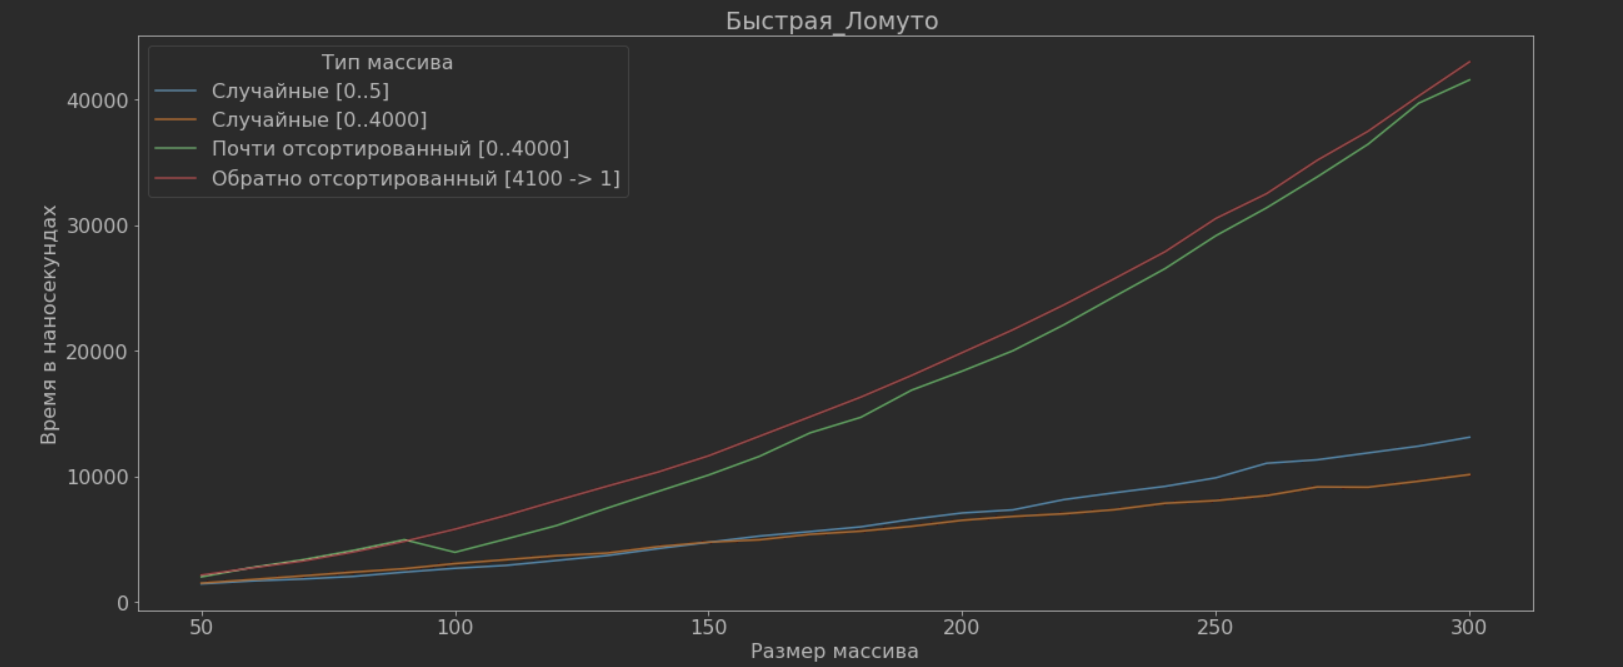 Быстрая_Ломуто
Тип массива
Случайные [0..5]
Случайные [0..4000]
Почти отсортированный [0..4000]
Обратно отсортированный [4100 -> 1]
Время в наносекундах
40000
30000
20000
10000
0
50 100 150 200 250 300
Размер массива